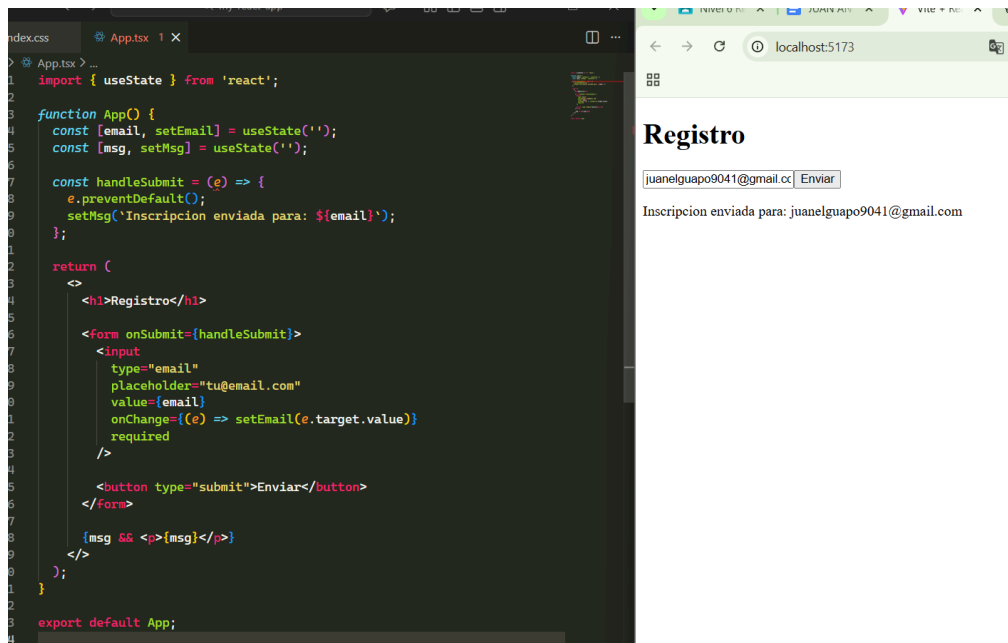 ndex.css
App.tsx 1
App.tsx > ...
import { useState } from 'react';
function App() {
const [email, setEmail] = useState('');
const [msg, setMsg] = useState('');
const handleSubmit = (e) => {
e.preventDefault();
setMsg(`Inscripcion enviada para: ${email}`);
};
return (
<>
<h1>Registro</h1>
<form onSubmit={handleSubmit}>
<input
type="email"
placeholder="tu@email.com"
value={email}
onChange={(e) => setEmail(e.target.value)}
required
/>
<button type="submit">Enviar</button>
</form>
{msg && <p>{msg}</p>}
</>
);
}
export default App;
localhost:5173
Registro
juanelguapo9041@gmail.cc Enviar
Inscripcion enviada para: juanelguapo9041@gmail.com